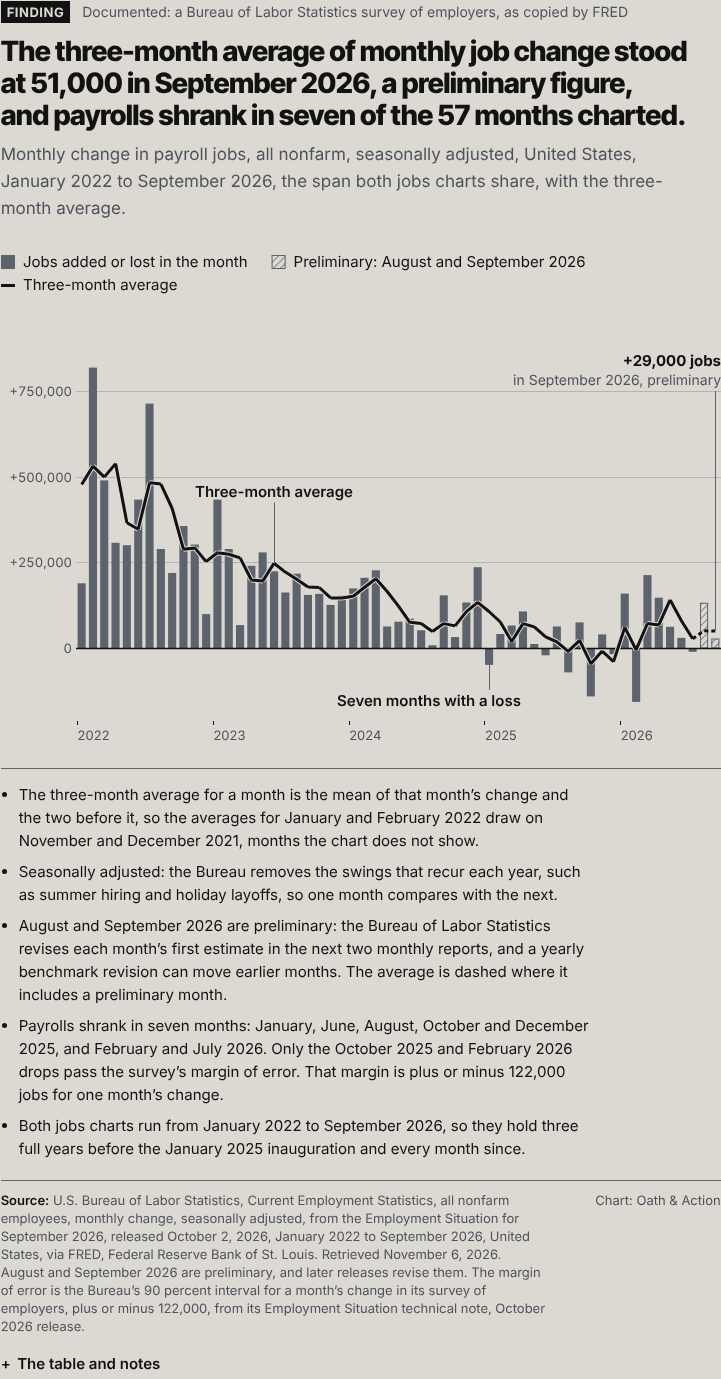 FINDING Documented: a Bureau of Labor Statistics survey of employers, as copied by FRED
The three-month average of monthly job change stood
at 51,000 in September 2026, a preliminary figure,
and payrolls shrank in seven of the 57 months charted.
Monthly change in payroll jobs, all nonfarm, seasonally adjusted, United States,
January 2022 to September 2026, the span both jobs charts share, with the three-
month average.
Jobs added or lost in the month Preliminary: August and September 2026
Three-month average
+29,000 jobs
in September 2026, preliminary
+750,000
+500,000
Three-month average
+250,000
0
Seven months with a loss
2022 2023 2024 2025 2026
• The three-month average for a month is the mean of that month’s change and
the two before it, so the averages for January and February 2022 draw on
November and December 2021, months the chart does not show.
• Seasonally adjusted: the Bureau removes the swings that recur each year, such
as summer hiring and holiday layoffs, so one month compares with the next.
• August and September 2026 are preliminary: the Bureau of Labor Statistics
revises each month’s first estimate in the next two monthly reports, and a yearly
benchmark revision can move earlier months. The average is dashed where it
includes a preliminary month.
• Payrolls shrank in seven months: January, June, August, October and December
2025, and February and July 2026. Only the October 2025 and February 2026
drops pass the survey’s margin of error. That margin is plus or minus 122,000
jobs for one month’s change.
• Both jobs charts run from January 2022 to September 2026, so they hold three
full years before the January 2025 inauguration and every month since.
Source: U.S. Bureau of Labor Statistics, Current Employment Statistics, all nonfarm
employees, monthly change, seasonally adjusted, from the Employment Situation for
September 2026, released October 2, 2026, January 2022 to September 2026, United
States, via FRED, Federal Reserve Bank of St. Louis. Retrieved November 6, 2026.
August and September 2026 are preliminary, and later releases revise them. The margin
of error is the Bureau’s 90 percent interval for a month’s change in its survey of
employers, plus or minus 122,000, from its Employment Situation technical note, October
2026 release.
Chart: Oath & Action
+ The table and notes